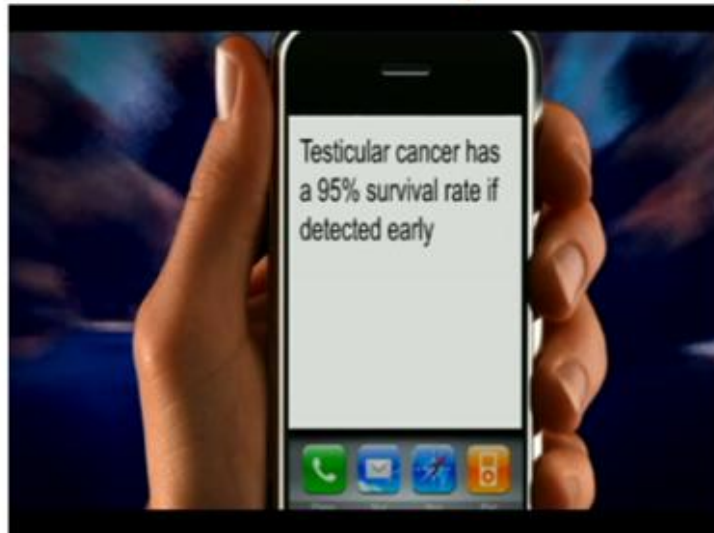 Testicular cancer has
a 95% survival rate if
detected early